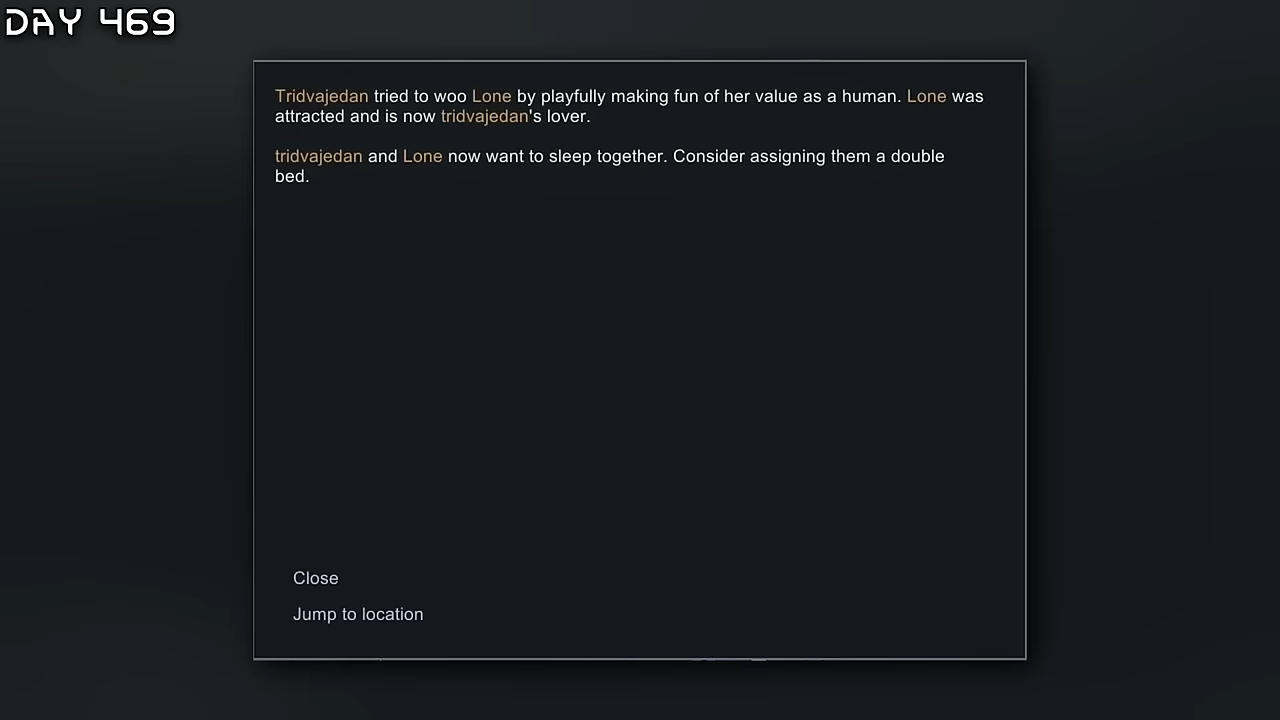 DAY 469
Tridvajedan tried to woo Lone by playfully making fun of her value as a human. Lone was
attracted and is now tridvajedan's lover.
tridvajedan and Lone now want to sleep together. Consider assigning them a double
bed.
Close
Jump to location